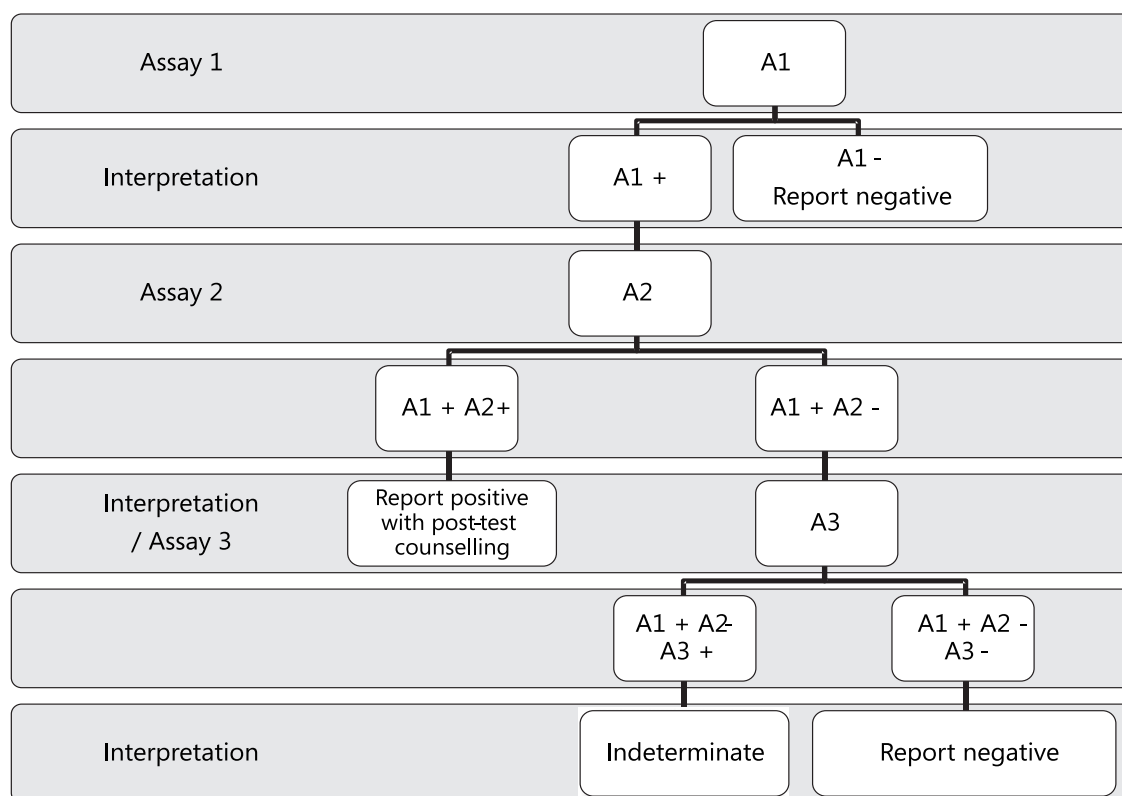 Assay 1
A1
Interpretation
A1 +
A1 -
Report negative
Assay 2
A2
A1 + A2+
A1 + A2 -
Interpretation
/ Assay 3
Report positive
with post-test
counselling
A3
A1 + A2-
A3 +
A1 + A2 -
A3 -
Interpretation
Indeterminate
Report negative